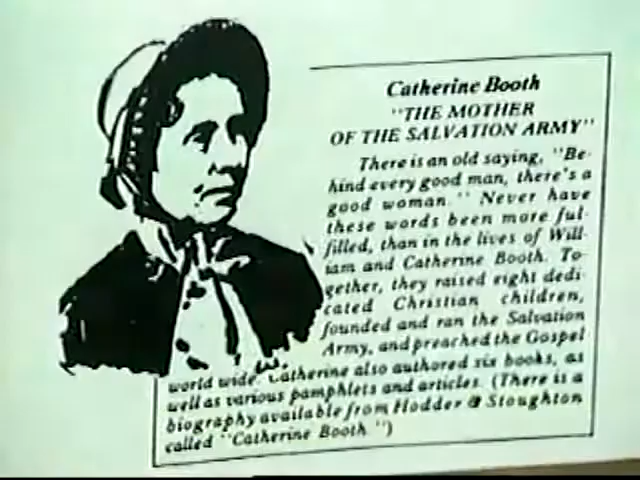 Catherine Booth
"THE MOTHER
OF THE SALVATION ARMY"
There is an old saying, "Be-
hind every good man, there's a
good woman." Never have
these words been more ful-
filled, than in the lives of Will-
iam and Catherine Booth. To-
gether, they raised eight dedi-
cated Christian children,
founded and ran the Salvation
Army, and preached the Gospel
world wide. Catherine also authored six books, as
well as various pamphlets and articles. (There is a
biography available from Hodder @ Stoughton
called "Catherine Booth.")